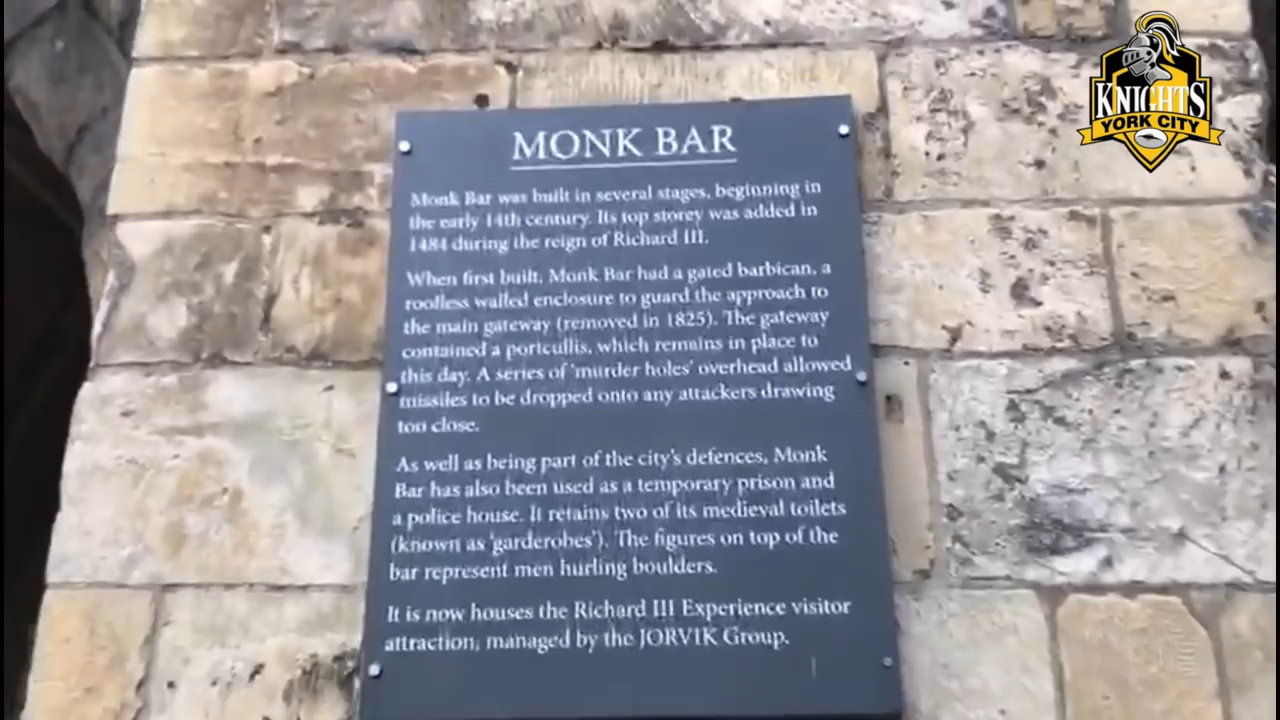 KNIGHTS
YORK CITY
MONK BAR
Monk Bar was built in several stages, beginning in
the early 14th century. Its top storey was added in
1484 during the reign of Richard III.
When first built, Monk Bar had a gated barbican, a
roofless walled enclosure to guard the approach to
the main gateway (removed in 1825). The gateway
contained a portcullis, which remains in place to
this day. A series of 'murder holes' overhead allowed
missiles to be dropped onto any attackers drawing
too close.
As well as being part of the city's defences, Monk
Bar has also been used as a temporary prison and
a police house. It retains two of its medieval toilets
(known as 'garderobes'). The figures on top of the
bar represent men hurling boulders.
It is now houses the Richard III Experience visitor
attraction, managed by the JORVIK Group.